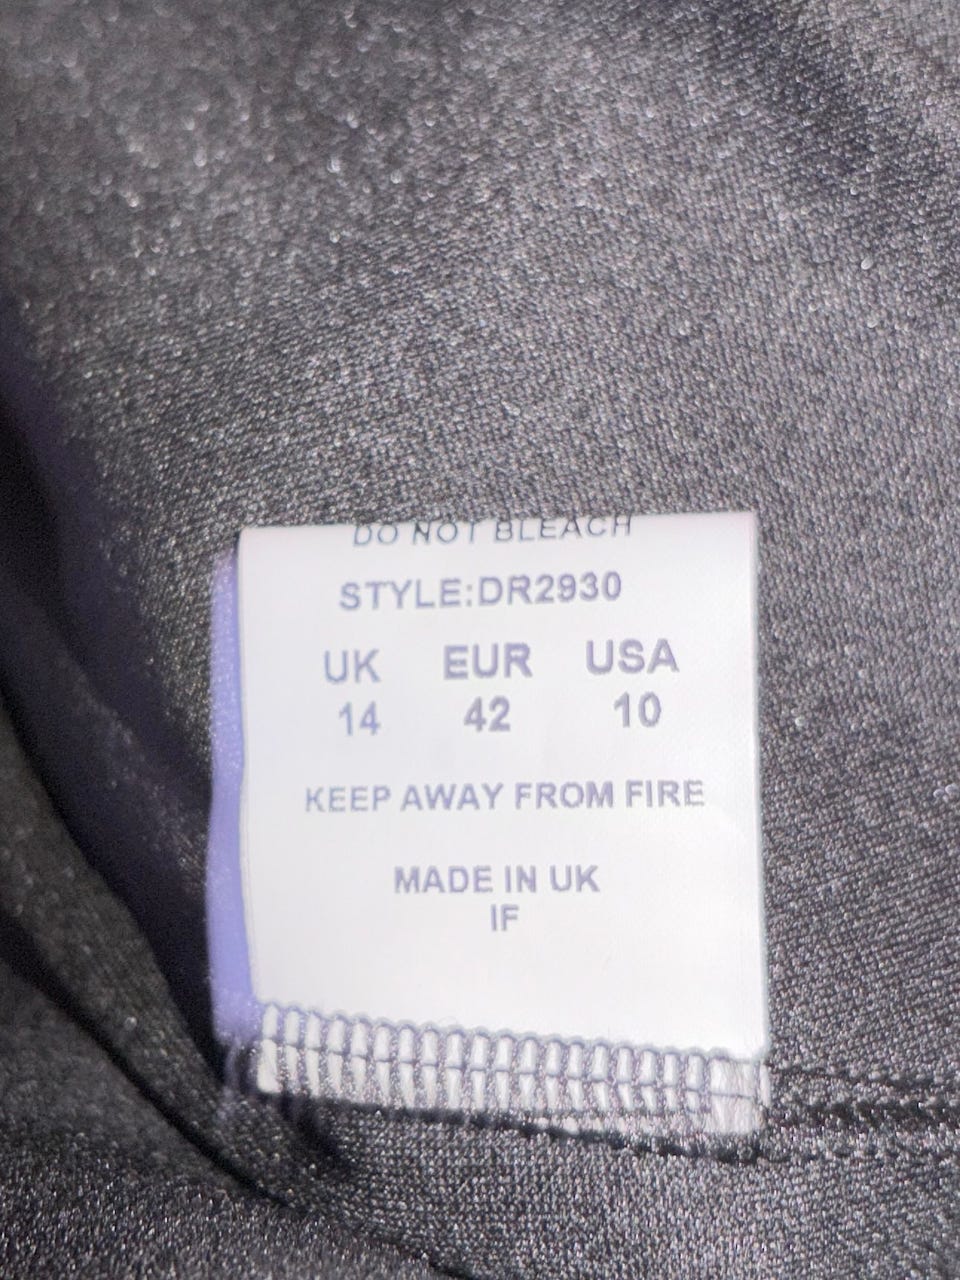 DO NOT BLEACH
STYLE:DR2930
UK EUR USA
14 42 10
KEEP AWAY FROM FIRE
MADE IN UK
IF